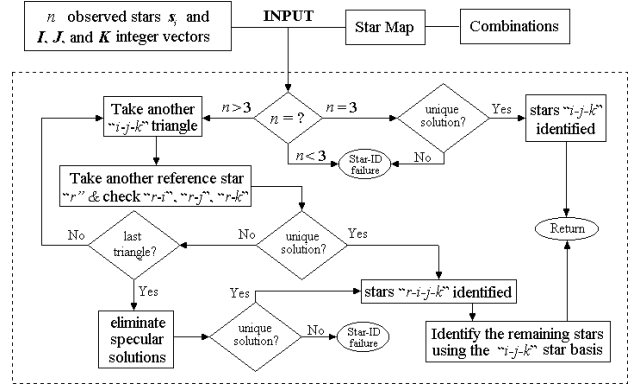 n observed stars s_i and
I, J, and K integer vectors
INPUT
Star Map
Combinations
Take another
"i-j-k" triangle
n>3
n = ?
n=3
unique
solution?
Yes
stars "i-j-k"
identified
n<3
Star-ID
failure
No
Take another reference star
"r" & check "r-i", "r-j", "r-k"
No
last
triangle?
No
unique
solution?
Yes
Return
Yes
Yes
stars "r-i-j-k" identified
eliminate
specular
solutions
unique
solution?
No
Star-ID
failure
Identify the remaining stars
using the "i-j-k" star basis